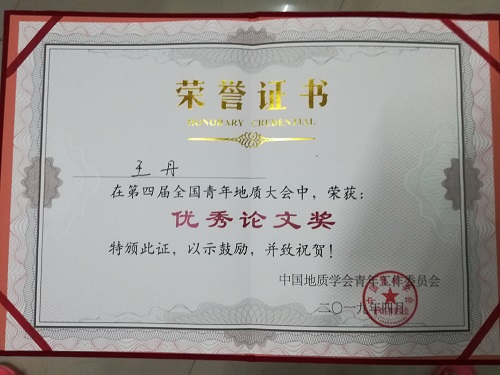 荣誉证书
HONORARY CREDENTIAL
王丹
在第四届全国青年地质大会中，荣获：
优秀论文奖
特颁此证，以示鼓励，并致祝贺！
中国地质学会青年工作委员会
二〇一九年四月